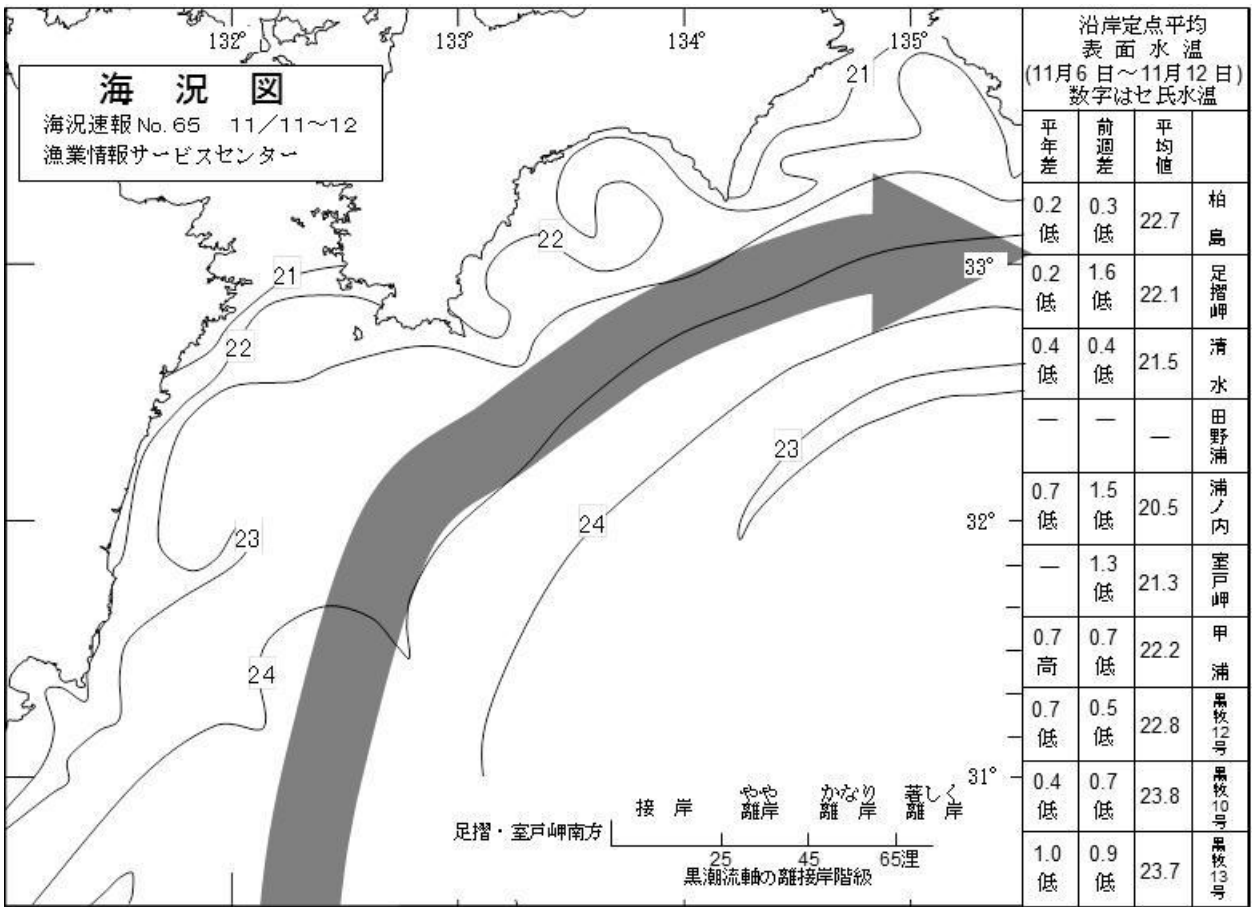 132°
133°
134°
135°
海況図
海況速報No.65 11/11~12
漁業情報サービスセンター
21
22
21
22
33°
23
32°
23
24
24
31°
足摺・室戸岬南方
接岸
やや離岸
かなり離岸
著しく離岸
25 45 65浬
黒潮流軸の離接岸階級
沿岸定点平均
表面水温
(11月6日~11月12日)
数字はセ氏水温
平年差 前週差 平均値
0.2低 0.3低 22.7 柏島
0.2低 1.6低 22.1 足摺岬
0.4低 0.4低 21.5 清水
— — — 田野浦
0.7低 1.5低 20.5 浦ノ内
— 1.3低 21.3 室戸岬
0.7高 0.7低 22.2 甲浦
0.7低 0.5低 22.8 黒牧12号
0.4低 0.7低 23.8 黒牧10号
1.0低 0.9低 23.7 黒牧13号